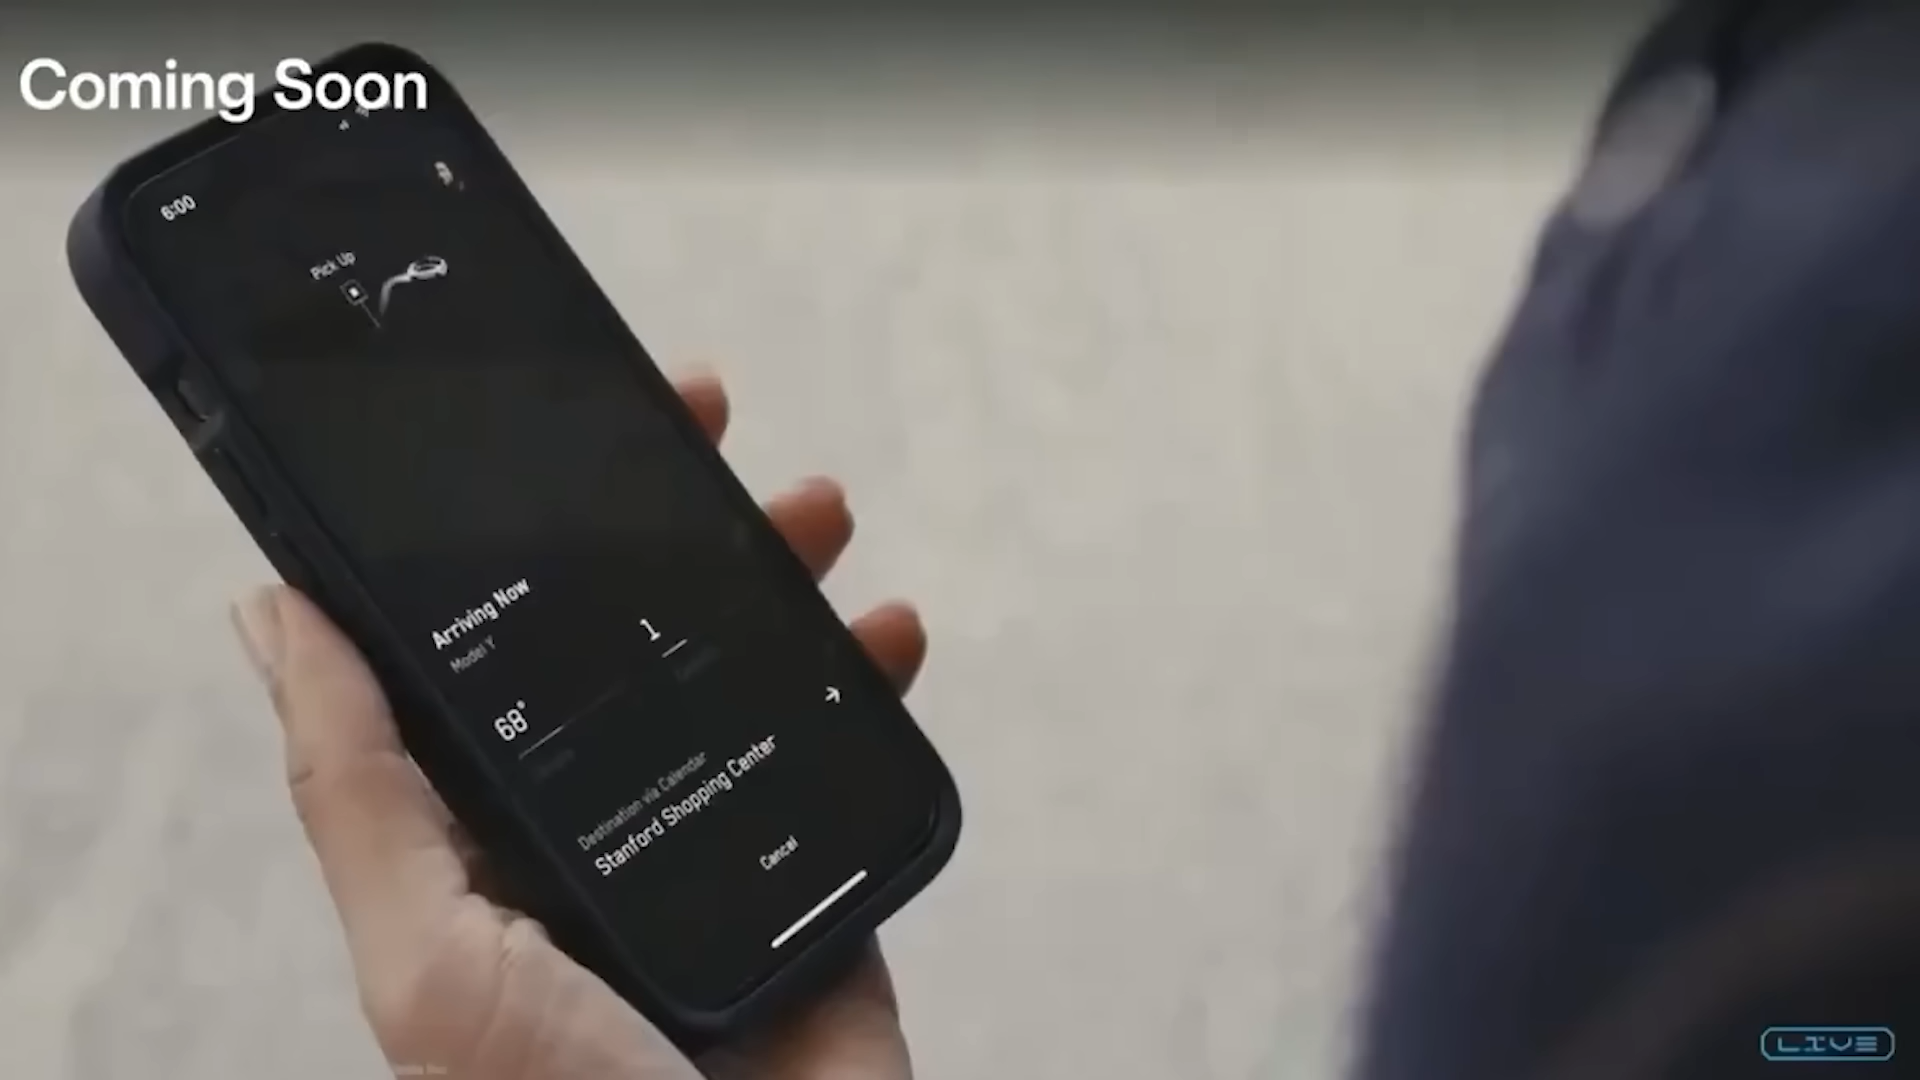 Coming Soon
6:00
Pick Up
Arriving Now
Model Y
68°
1
Destination via Calendar
Stanford Shopping Center
Cancel
LIVE